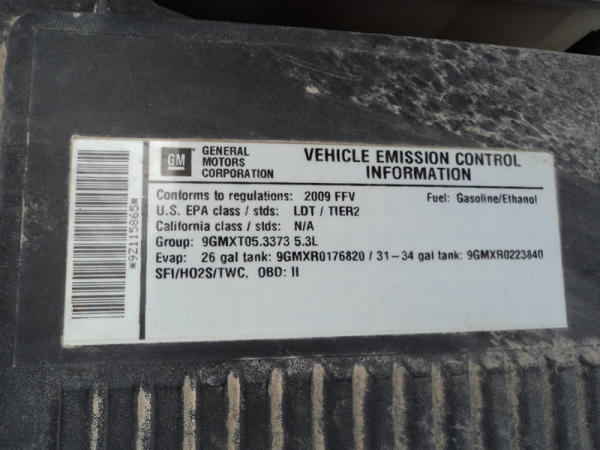 GM
GENERAL MOTORS CORPORATION
VEHICLE EMISSION CONTROL INFORMATION
Conforms to regulations: 2009 FFV Fuel: Gasoline/Ethanol
U.S. EPA class / stds: LDT / TIER2
California class / stds: N/A
Group: 9GMXT05.3373 5.3L
Evap: 26 gal tank: 9GMXR0176820 / 31-34 gal tank: 9GMXR0223840
SFI/HO2S/TWC, OBD: II
*9Z115865*